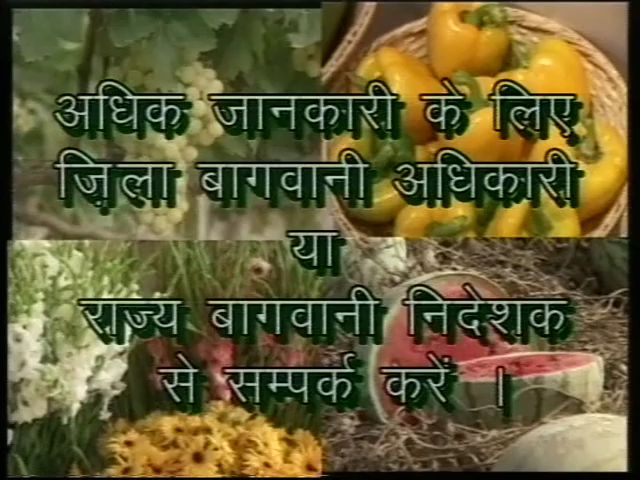 अधिक जानकारी के लिए
ज़िला बागवानी अधिकारी
या
राज्य बागवानी निदेशक
से सम्पर्क करें ।